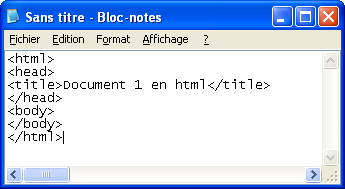 Sans titre - Bloc-notes
Fichier Edition Format Affichage ?
<html>
<head>
<title>Document 1 en html</title>
</head>
<body>
</body>
</html>